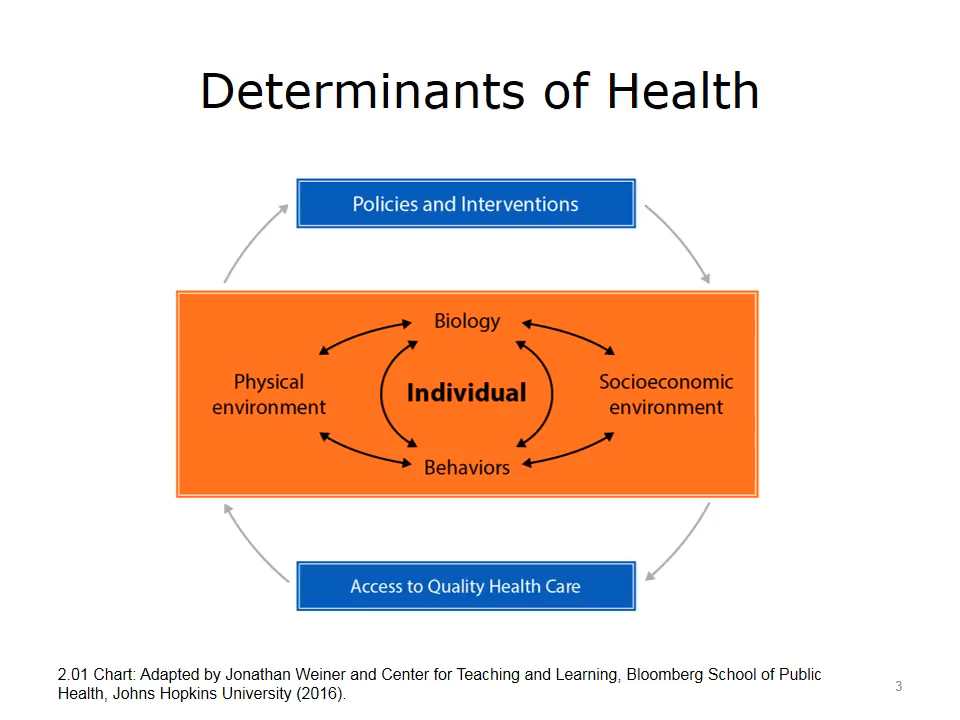 Determinants of Health
Policies and Interventions
Biology
Physical
environment
Individual
Socioeconomic
environment
Behaviors
Access to Quality Health Care
2.01 Chart: Adapted by Jonathan Weiner and Center for Teaching and Learning, Bloomberg School of Public
Health, Johns Hopkins University (2016).
3